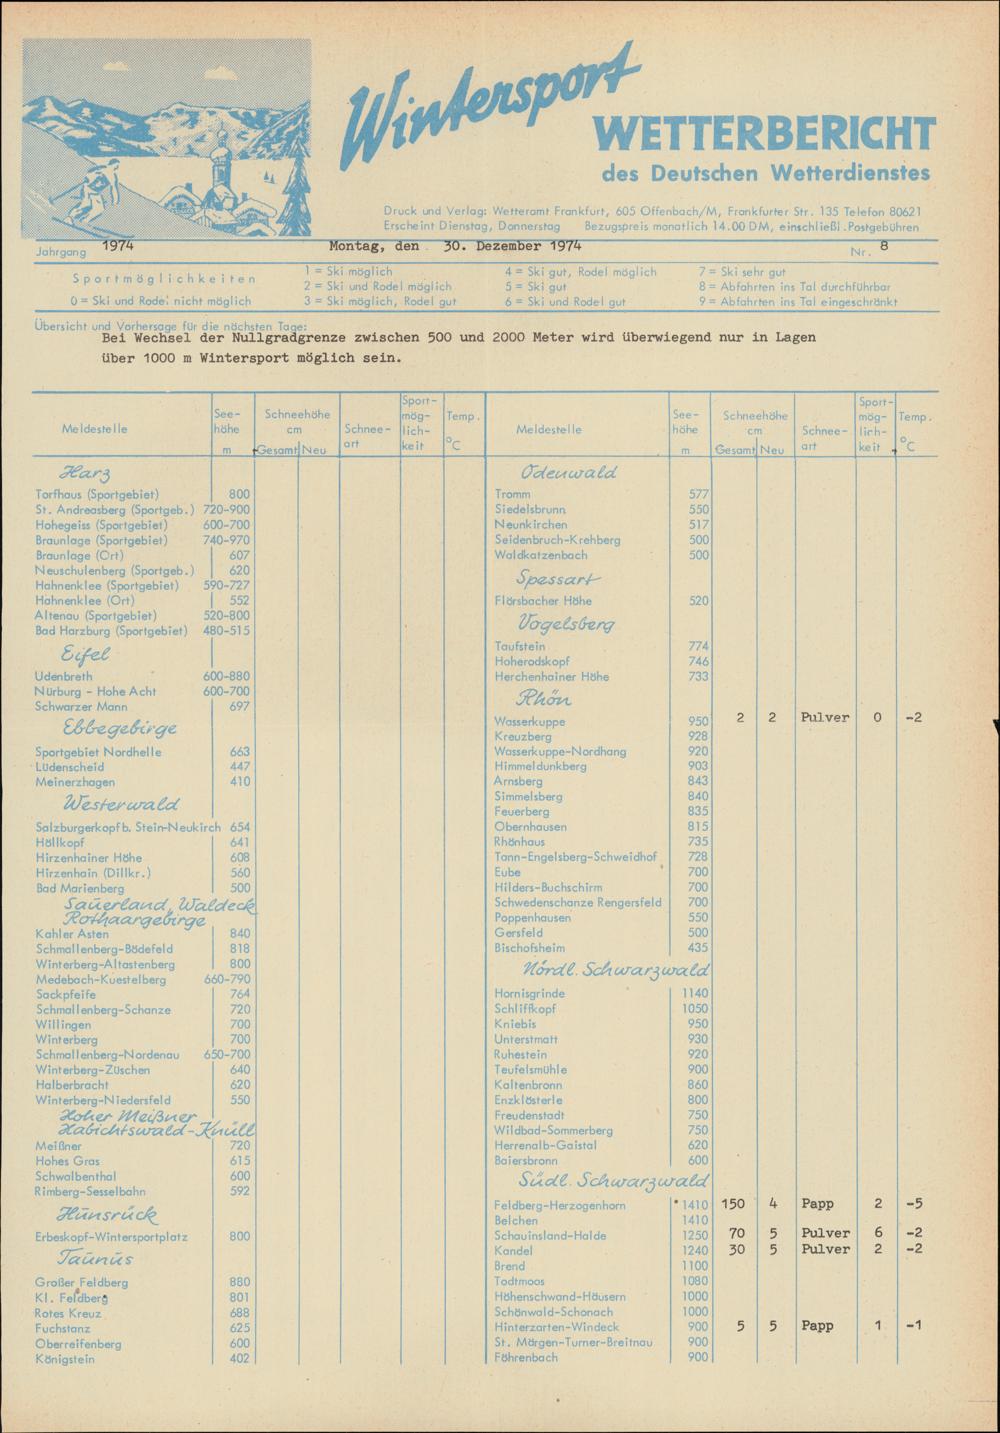 Wintersport
WETTERBERICHT
des Deutschen Wetterdienstes
Druck und Verlag: Wetteramt Frankfurt, 605 Offenbach/M, Frankfurter Str. 135 Telefon 80621
Erscheint Dienstag, Donnerstag Bezugspreis monatlich 14.00 DM, einschließl. Postgebühren
Jahrgang 1974 Montag, den 30. Dezember 1974 Nr. 8
Sportmöglichkeiten
0 = Ski und Rodel nicht möglich
1 = Ski möglich
2 = Ski und Rodel möglich
3 = Ski möglich, Rodel gut
4 = Ski gut, Rodel möglich
5 = Ski gut
6 = Ski und Rodel gut
7 = Ski sehr gut
8 = Abfahrten ins Tal durchführbar
9 = Abfahrten ins Tal eingeschränkt
Übersicht und Vorhersage für die nächsten Tage:
Bei Wechsel der Nullgradgrenze zwischen 500 und 2000 Meter wird überwiegend nur in Lagen
über 1000 m Wintersport möglich sein.
Meldestelle
See-
höhe
m
Schneehöhe
cm
Gesamt Neu
Schnee-
art
Sport-
mög-
lich-
keit
Temp.
°C
Harz
Torfhaus (Sportgebiet) 800
St. Andreasberg (Sportgeb.) 720-900
Hohegeiss (Sportgebiet) 600-700
Braunlage (Sportgebiet) 740-970
Braunlage (Ort) 607
Neuschulenberg (Sportgeb.) 620
Hahnenklee (Sportgebiet) 590-727
Hahnenklee (Ort) 552
Altenau (Sportgebiet) 520-800
Bad Harzburg (Sportgebiet) 480-515
Eifel
Udenbreth 600-880
Nürburg - Hohe Acht 600-700
Schwarzer Mann 697
Ebbegebirge
Sportgebiet Nordhelle 663
Lüdenscheid 447
Meinerzhagen 410
Westerwald
Salzburgerkopf b. Stein-Neukirch 654
Höllkopf 641
Hirzenhainer Höhe 608
Hirzenhain (Dillkr.) 560
Bad Marienberg 500
Sauerland, Waldeck
Rothaargebirge
Kahler Asten 840
Schmallenberg-Bödefeld 818
Winterberg-Altastenberg 800
Medebach-Kuestelberg 660-790
Sackpfeife 764
Schmallenberg-Schanze 720
Willingen 700
Winterberg 700
Schmallenberg-Nordenau 650-700
Winterberg-Züschen 640
Halberbracht 620
Winterberg-Niedersfeld 550
Hoher Meißner
Habichtswald-Knüll
Meißner 720
Hohes Gras 615
Schwalbenthal 600
Rimberg-Sesselbahn 592
Hunsrück
Erbeskopf-Wintersportplatz 800
Taunus
Großer Feldberg 880
Kl. Feldberg 801
Rotes Kreuz 688
Fuchstanz 625
Oberreifenberg 600
Königstein 402
Meldestelle
See-
höhe
m
Schneehöhe
cm
Gesamt Neu
Schnee-
art
Sport-
mög-
lich-
keit
Temp.
°C
Odenwald
Tromm 577
Siedelsbrunn 550
Neunkirchen 517
Seidenbruch-Krehberg 500
Waldkatzenbach 500
Spessart
Flörsbacher Höhe 520
Vogelsberg
Taufstein 774
Hoherodskopf 746
Herchenhainer Höhe 733
Rhön
Wasserkuppe 950 2 2 Pulver 0 -2
Kreuzberg 928
Wasserkuppe-Nordhang 920
Himmeldunkberg 903
Arnsberg 843
Simmelsberg 840
Feuerberg 835
Obernhausen 815
Rhönhaus 735
Tann-Engelsberg-Schweidhof 728
Eube 700
Hilders-Buchschirm 700
Schwedenschanze Rengersfeld 700
Poppenhausen 550
Gersfeld 500
Bischofsheim 435
Nördl. Schwarzwald
Hornisgrinde 1140
Schliffkopf 1050
Kniebis 950
Unterstmatt 930
Ruhestein 920
Teufelsmühle 900
Kaltenbronn 860
Enzklösterle 800
Freudenstadt 750
Wildbad-Sommerberg 750
Herrenalb-Gaistal 620
Baiersbronn 600
Südl. Schwarzwald
Feldberg-Herzogenhorn 1410 150 4 Papp 2 -5
Belchen 1410
Schauinsland-Halde 1250 70 5 Pulver 6 -2
Kandel 1240 30 5 Pulver 2 -2
Brend 1100
Todtmoos 1080
Höhenschwand-Häusern 1000
Schönwald-Schonach 1000
Hinterzarten-Windeck 900 5 5 Papp 1 -1
St. Märgen-Turner-Breitnau 900
Föhrenbach 900